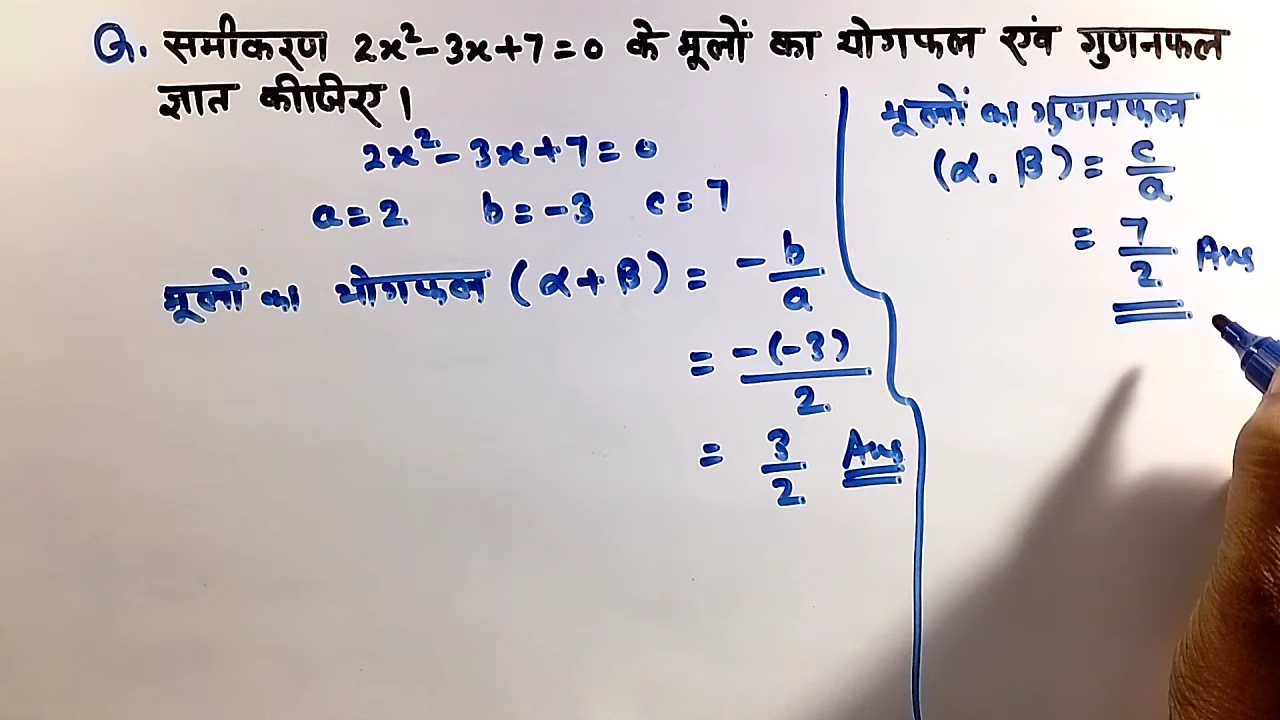 Q. समीकरण 2x²-3x+7=0 के मूलों का योगफल एवं गुणनफल
ज्ञात कीजिए।
2x²-3x+7=0
a=2 b=-3 c=7
मूलों का योगफल (α+β) = -b/a
= -(-3)/2
= 3/2 Ans
मूलों का गुणनफल
(α.β) = c/a
= 7/2 Ans